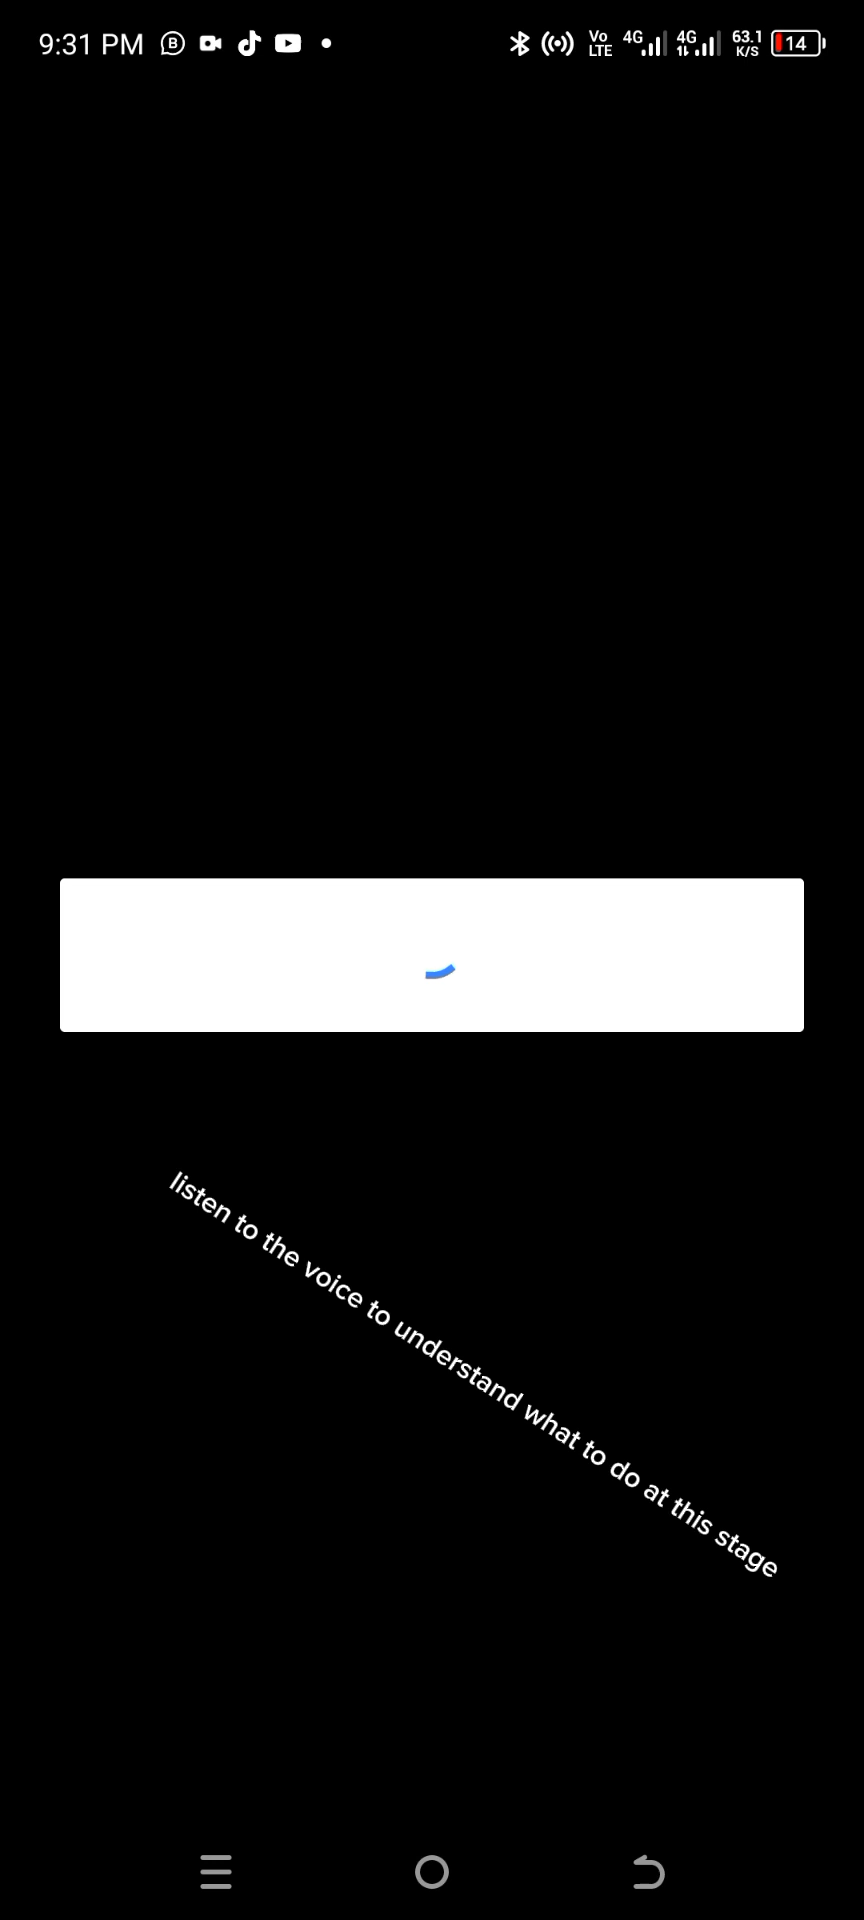 9:31 PM B Vo LTE 4G 4G 63.1 K/S 14
listen to the voice to understand what to do at this stage